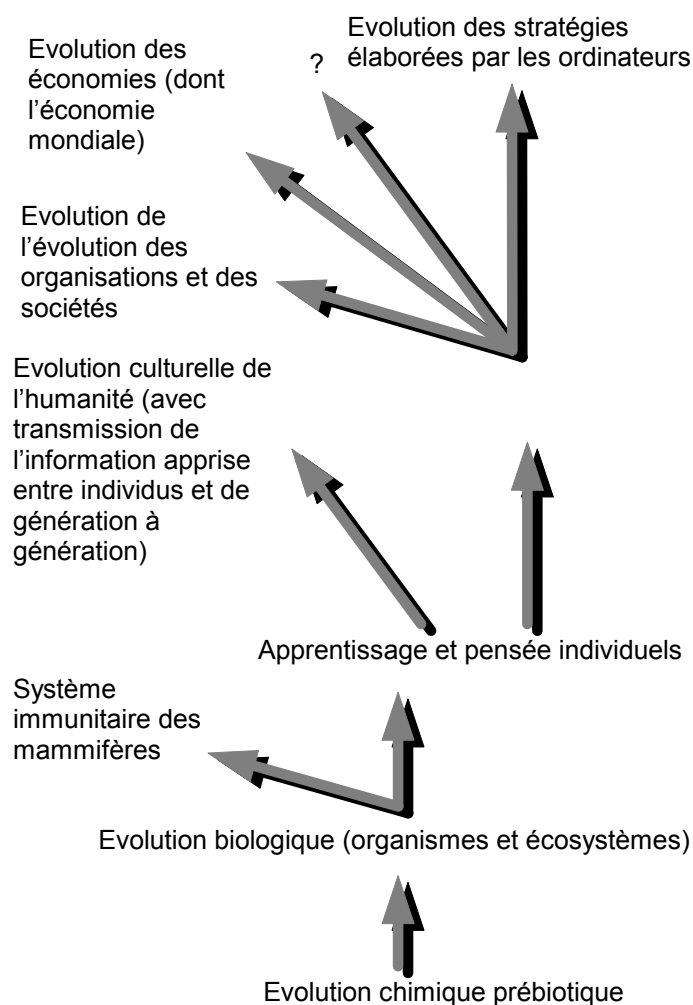 Evolution des stratégies
élaborées par les ordinateurs
?
Evolution des
économies (dont
l’économie
mondiale)
Evolution de
l’évolution des
organisations et des
sociétés
Evolution culturelle de
l’humanité (avec
transmission de
l’information apprise
entre individus et de
génération à
génération)
Apprentissage et pensée individuels
Système
immunitaire des
mammifères
Evolution biologique (organismes et écosystèmes)
Evolution chimique prébiotique